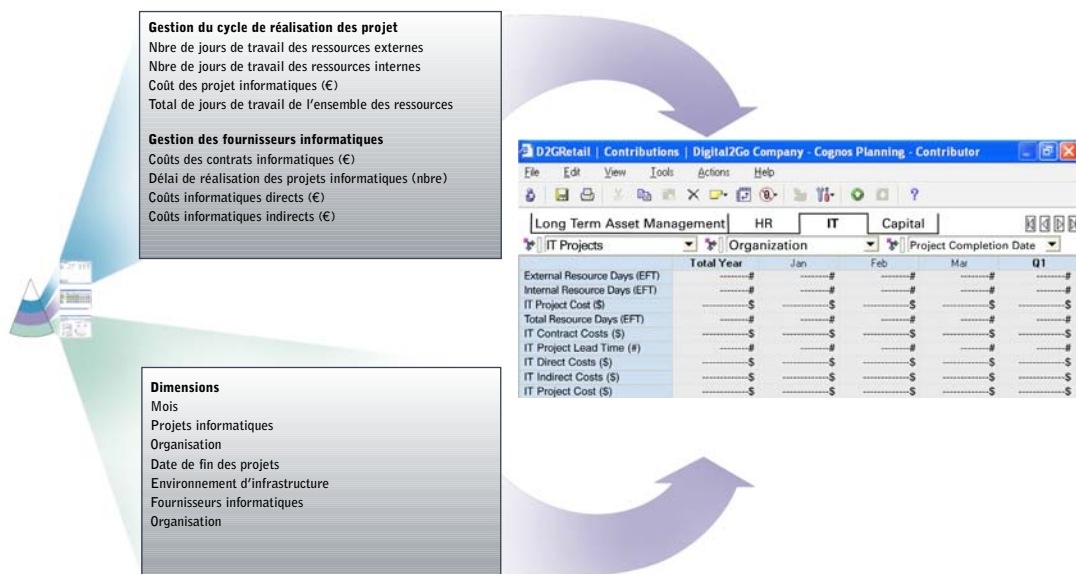 Gestion du cycle de réalisation des projet
Nbre de jours de travail des ressources externes
Nbre de jours de travail des ressources internes
Coût des projet informatiques (€)
Total de jours de travail de l'ensemble des ressources
Gestion des fournisseurs informatiques
Coûts des contrats informatiques (€)
Délai de réalisation des projets informatiques (nbre)
Coûts informatiques directs (€)
Coûts informatiques indirects (€)
D2GRetail | Contributions | Digital2Go Company - Cognos Planning - Contributor
File Edit View Tools Actions Help
Long Term Asset Management HR IT Capital
IT Projects Organization Project Completion Date
Total Year Jan Feb Mar Q1
External Resource Days (EFT) --------# --------# --------# --------# --------#
Internal Resource Days (EFT) --------# --------# --------# --------# --------#
IT Project Cost ($) ------------$ ------------$ ------------$ ------------$ ------------$
Total Resource Days (EFT) --------# --------# --------# --------# --------#
IT Contract Costs ($) ------------$ ------------$ ------------$ ------------$ ------------$
IT Project Lead Time (#) --------# --------# --------# --------# --------#
IT Direct Costs ($) ------------$ ------------$ ------------$ ------------$ ------------$
IT Indirect Costs ($) ------------$ ------------$ ------------$ ------------$ ------------$
IT Project Cost ($) ------------$ ------------$ ------------$ ------------$ ------------$
Dimensions
Mois
Projets informatiques
Organisation
Date de fin des projets
Environnement d'infrastructure
Fournisseurs informatiques
Organisation